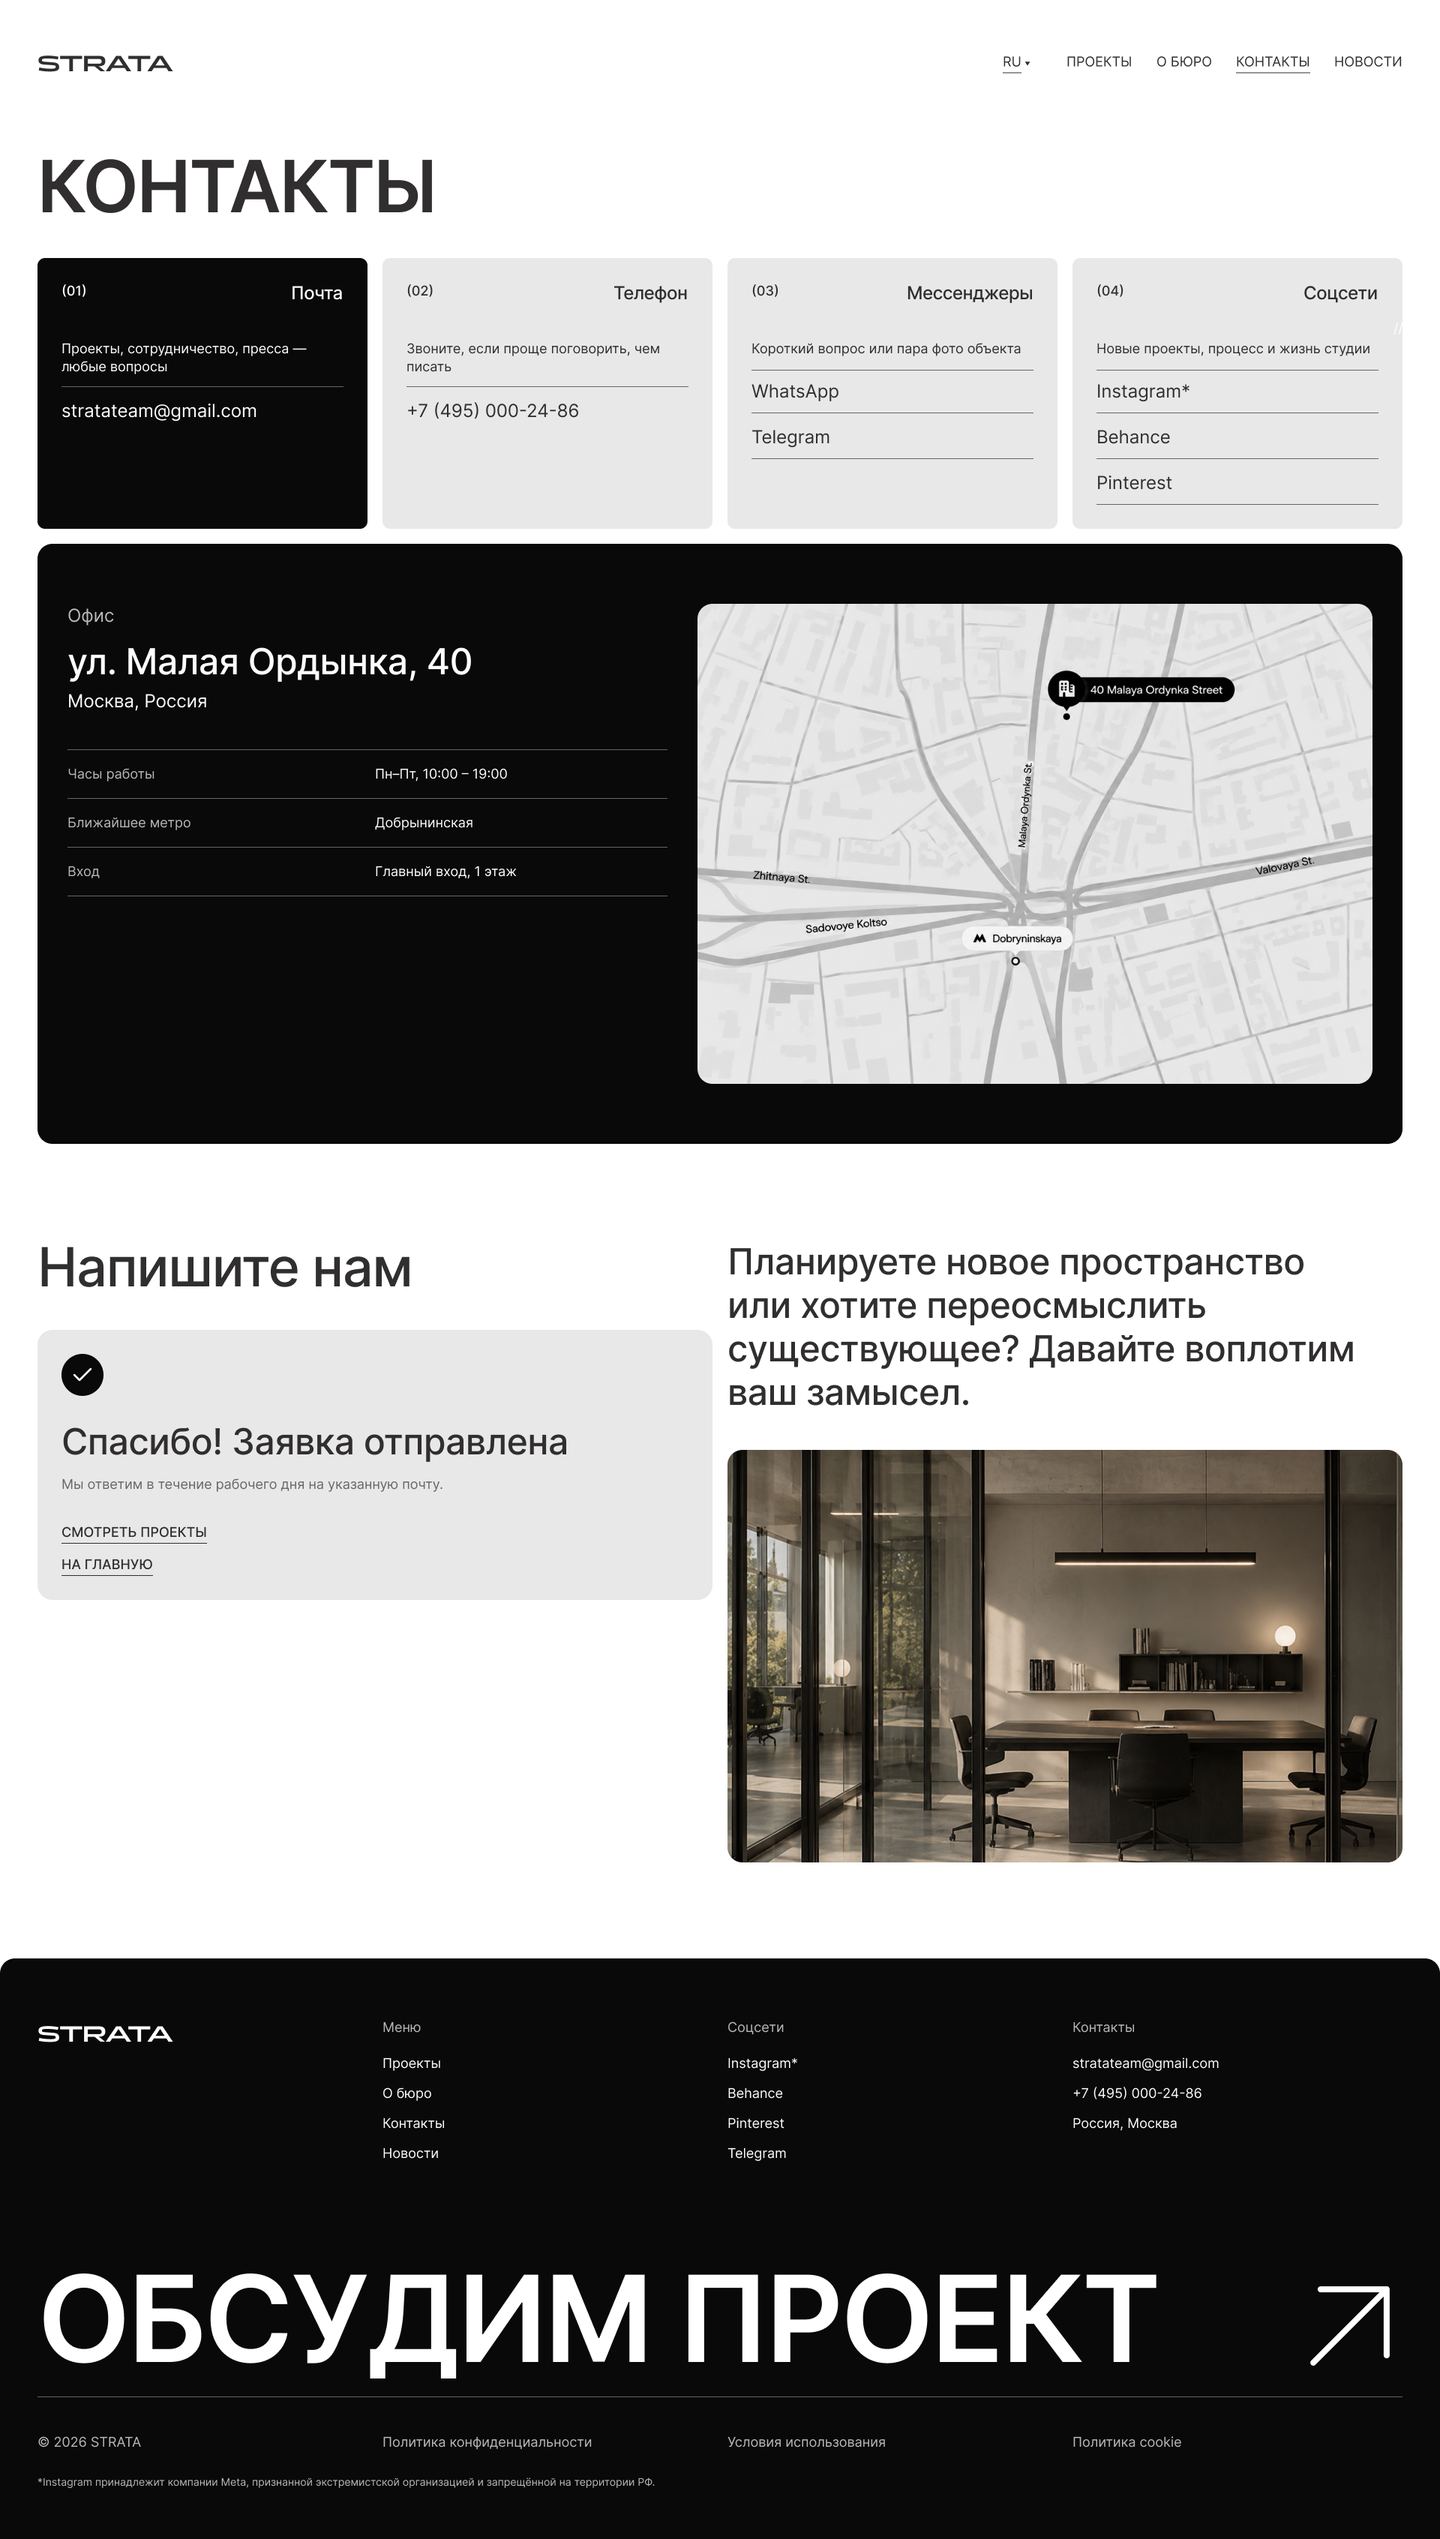 STRATA
RU
ПРОЕКТЫ
О БЮРО
КОНТАКТЫ
НОВОСТИ
КОНТАКТЫ
(01)
Почта
Проекты, сотрудничество, пресса —
любые вопросы
stratateam@gmail.com
(02)
Телефон
Звоните, если проще поговорить, чем
писать
+7 (495) 000-24-86
(03)
Мессенджеры
Короткий вопрос или пара фото объекта
WhatsApp
Telegram
(04)
Соцсети
//
Новые проекты, процесс и жизнь студии
Instagram*
Behance
Pinterest
Офис
ул. Малая Ордынка, 40
Москва, Россия
Часы работы
Пн–Пт, 10:00 – 19:00
Ближайшее метро
Добрынинская
Вход
Главный вход, 1 этаж
40 Malaya Ordynka Street
Malaya Ordynka St.
Zhitnaya St.
Valovaya St.
Sadovoye Koltso
Dobryninskaya
Напишите нам
Спасибо! Заявка отправлена
Мы ответим в течение рабочего дня на указанную почту.
СМОТРЕТЬ ПРОЕКТЫ
НА ГЛАВНУЮ
Планируете новое пространство
или хотите переосмыслить
существующее? Давайте воплотим
ваш замысел.
STRATA
Меню
Проекты
О бюро
Контакты
Новости
Соцсети
Instagram*
Behance
Pinterest
Telegram
Контакты
stratateam@gmail.com
+7 (495) 000-24-86
Россия, Москва
ОБСУДИМ ПРОЕКТ
© 2026 STRATA
Политика конфиденциальности
Условия использования
Политика cookie
*Instagram принадлежит компании Meta, признанной экстремистской организацией и запрещённой на территории РФ.